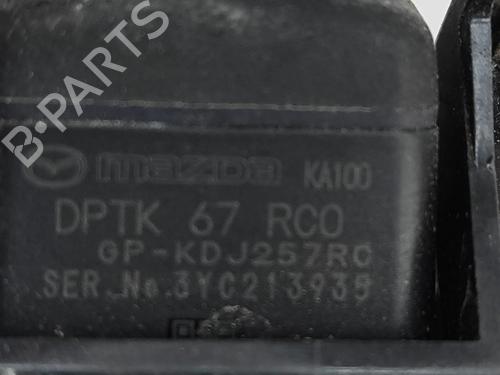 B-PARTS
mazda KA100
DPTK 67 RC0
GP-KDJ257RC
SER.No.3YC213935